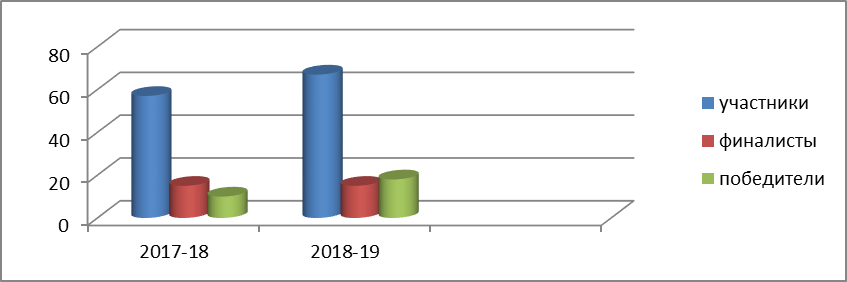 80
60
40
20
0
2017-18
2018-19
участники
финалисты
победители